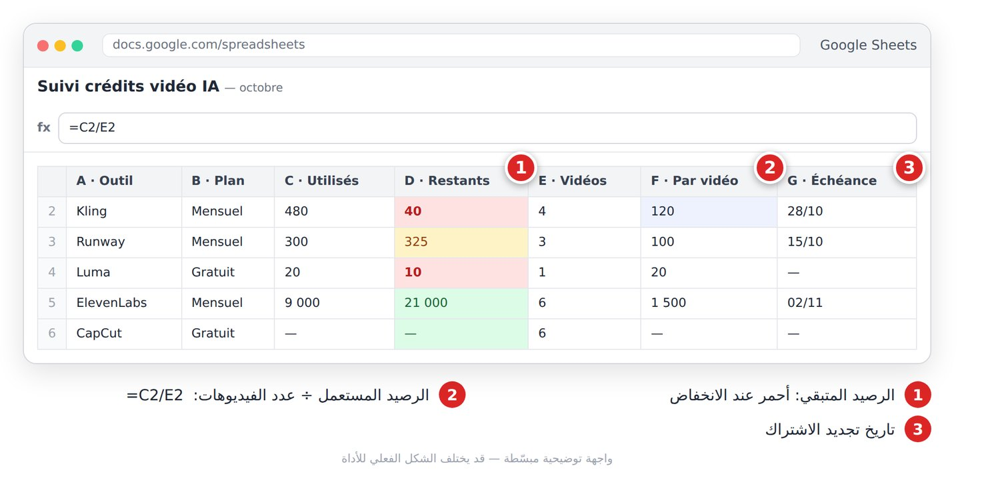 docs.google.com/spreadsheets Google Sheets
Suivi crédits vidéo IA — octobre
fx =C2/E2
1 2 3
A · Outil B · Plan C · Utilisés D · Restants E · Vidéos F · Par vidéo G · Échéance
2 Kling Mensuel 480 40 4 120 28/10
3 Runway Mensuel 300 325 3 100 15/10
4 Luma Gratuit 20 10 1 20 —
5 ElevenLabs Mensuel 9 000 21 000 6 1 500 02/11
6 CapCut Gratuit — — 6 — —
1 الرصيد المتبقي: أحمر عند الانخفاض
2 الرصيد المستعمل ÷ عدد الفيديوهات: =C2/E2
3 تاريخ تجديد الاشتراك
واجهة توضيحية مبسّطة — قد يختلف الشكل الفعلي للأداة